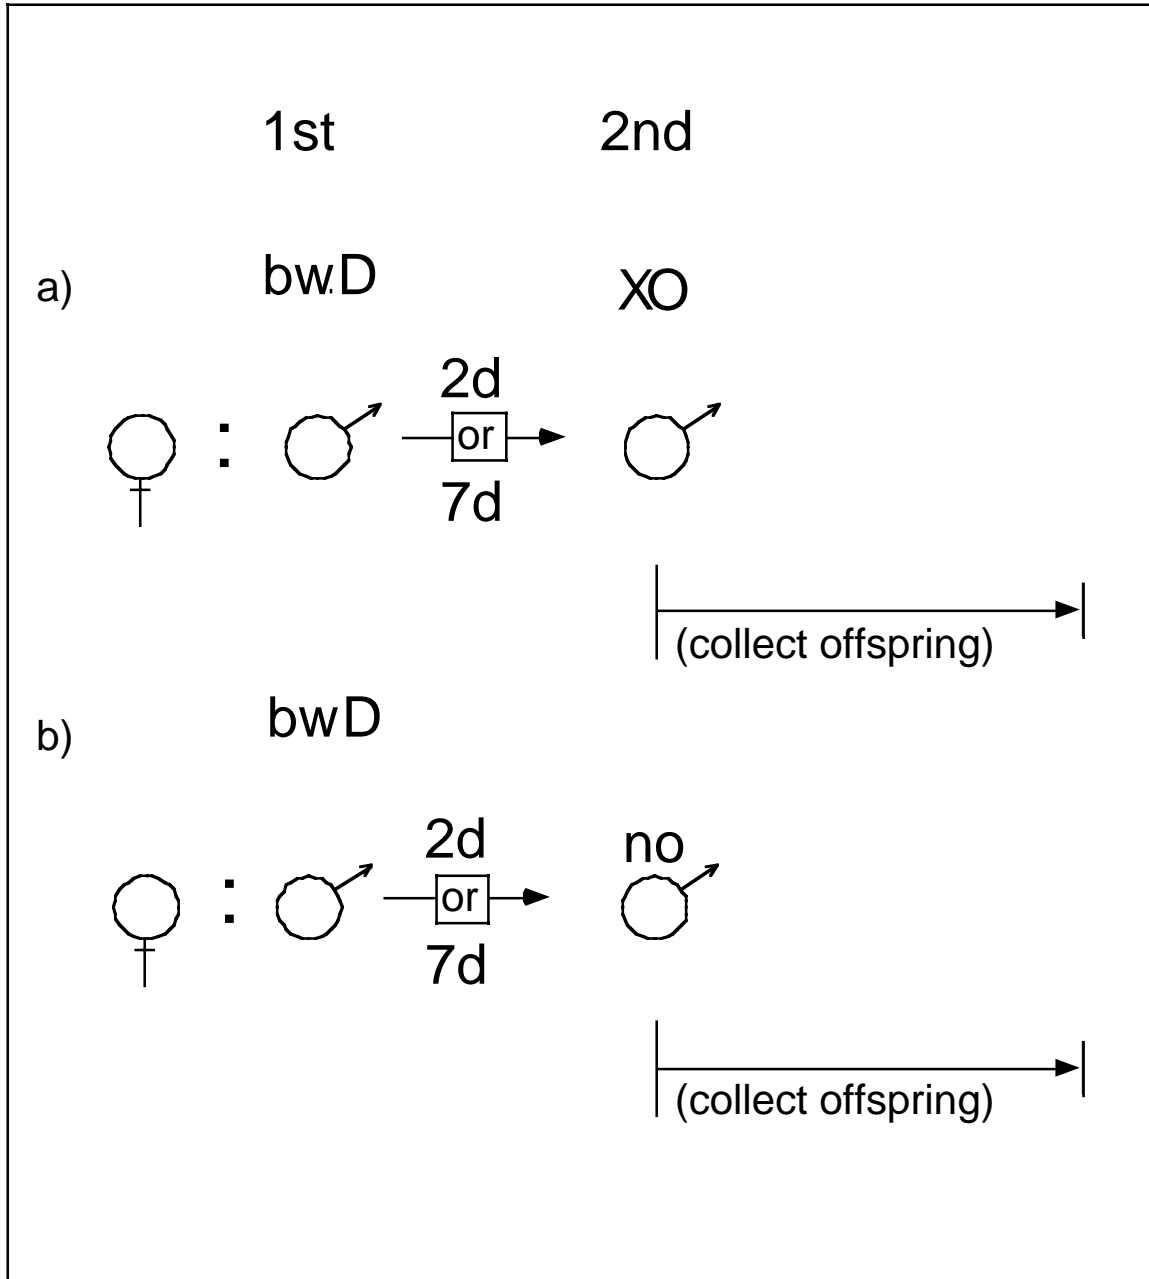 1st 2nd
a) bw.D XO
2d
:
or
7d
(collect offspring)
b) bwD
2d no
:
or
7d
(collect offspring)